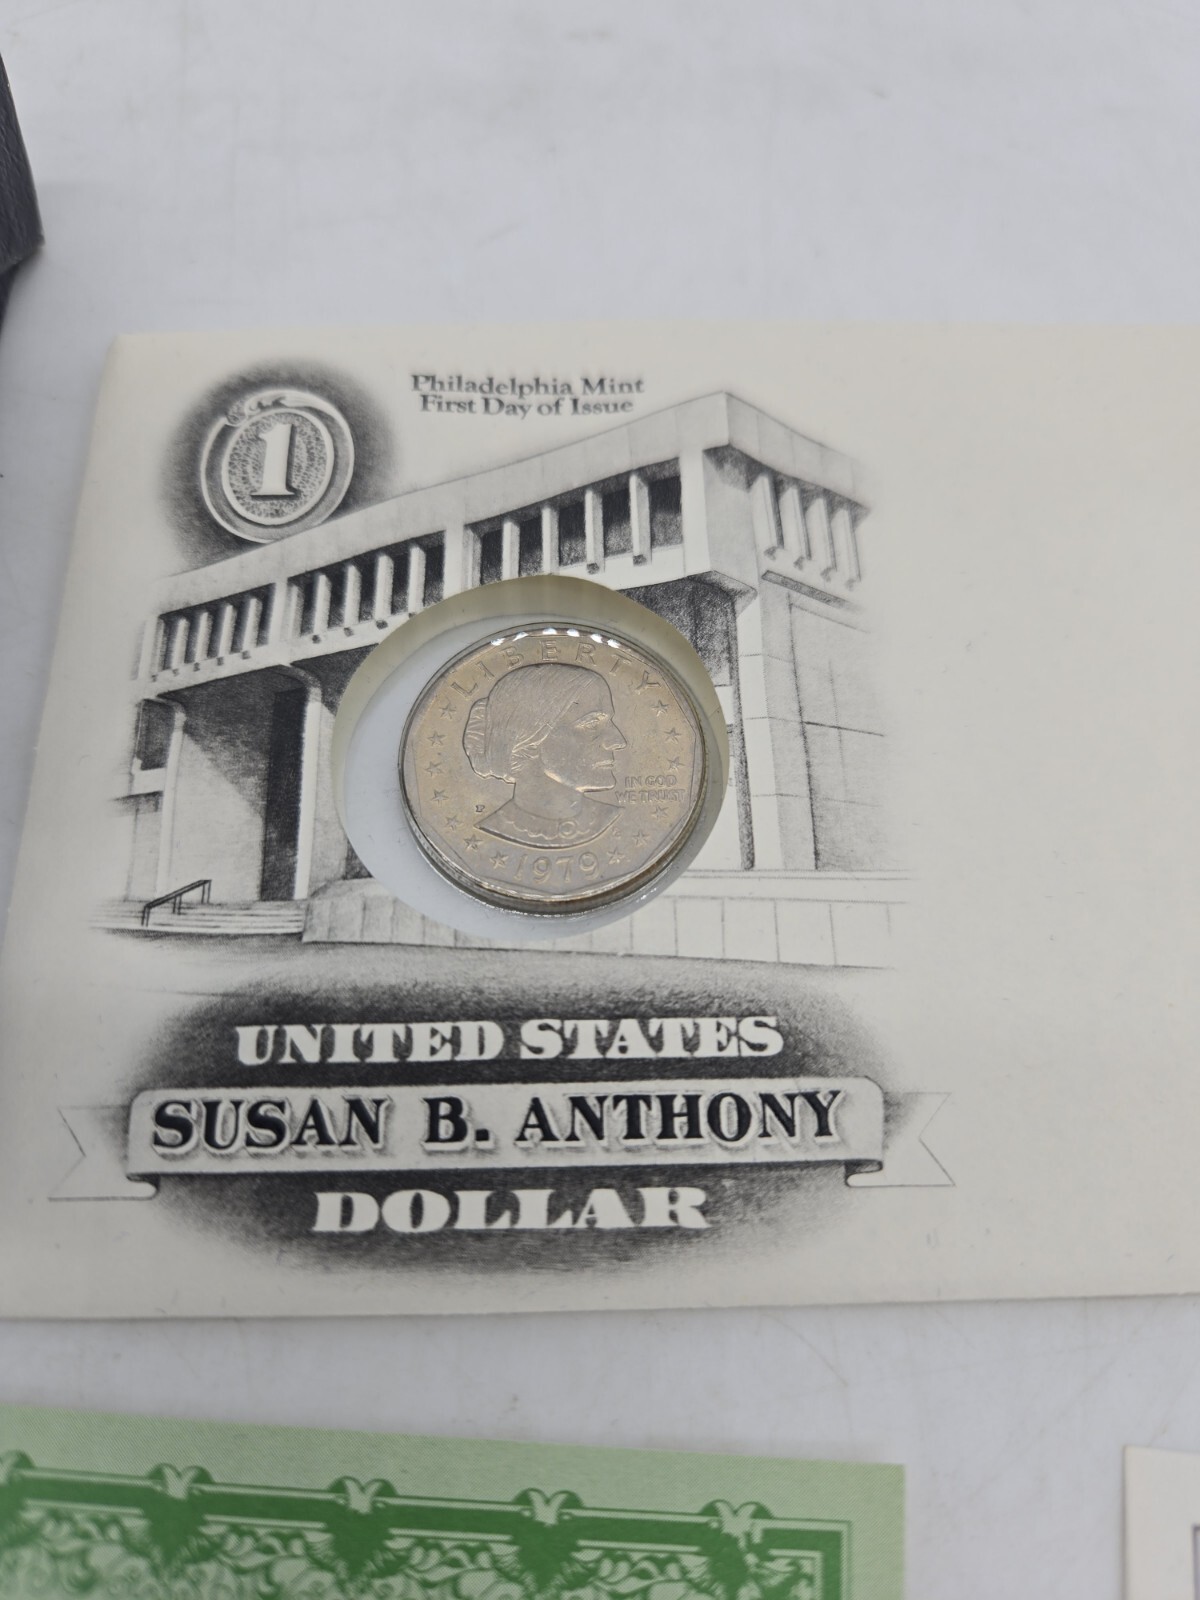 Philadelphia Mint
First Day of Issue
1
LIBERTY
IN GOD
WE TRUST
P
1979
UNITED STATES
SUSAN B. ANTHONY
DOLLAR